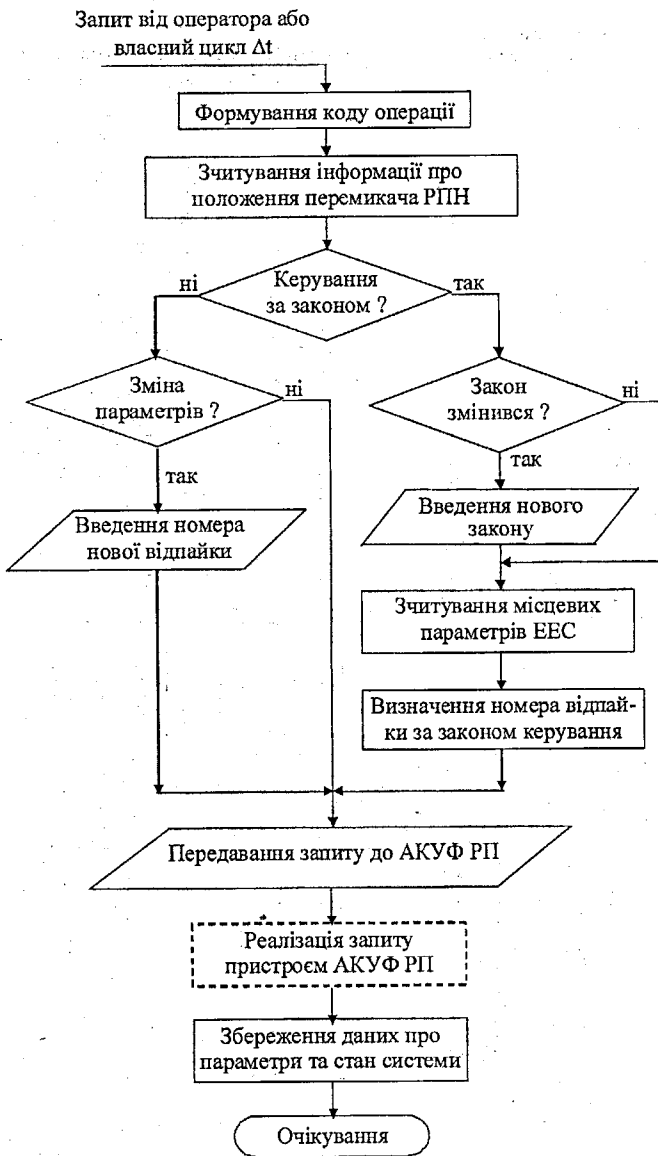 Запит від оператора або
власний цикл Δt
Формування коду операції
Зчитування інформації про
положення перемикача РПН
Керування
за законом ?
ні
так
Зміна
параметрів ?
ні
Закон
змінився ?
ні
так
так
Введення номера
нової відпайки
Введення нового
закону
Зчитування місцевих
параметрів ЕЕС
Визначення номера відпай-
ки за законом керування
Передавання запиту до АКУФ РП
Реалізація запиту
пристроєм АКУФ РП
Збереження даних про
параметри та стан системи
Очікування